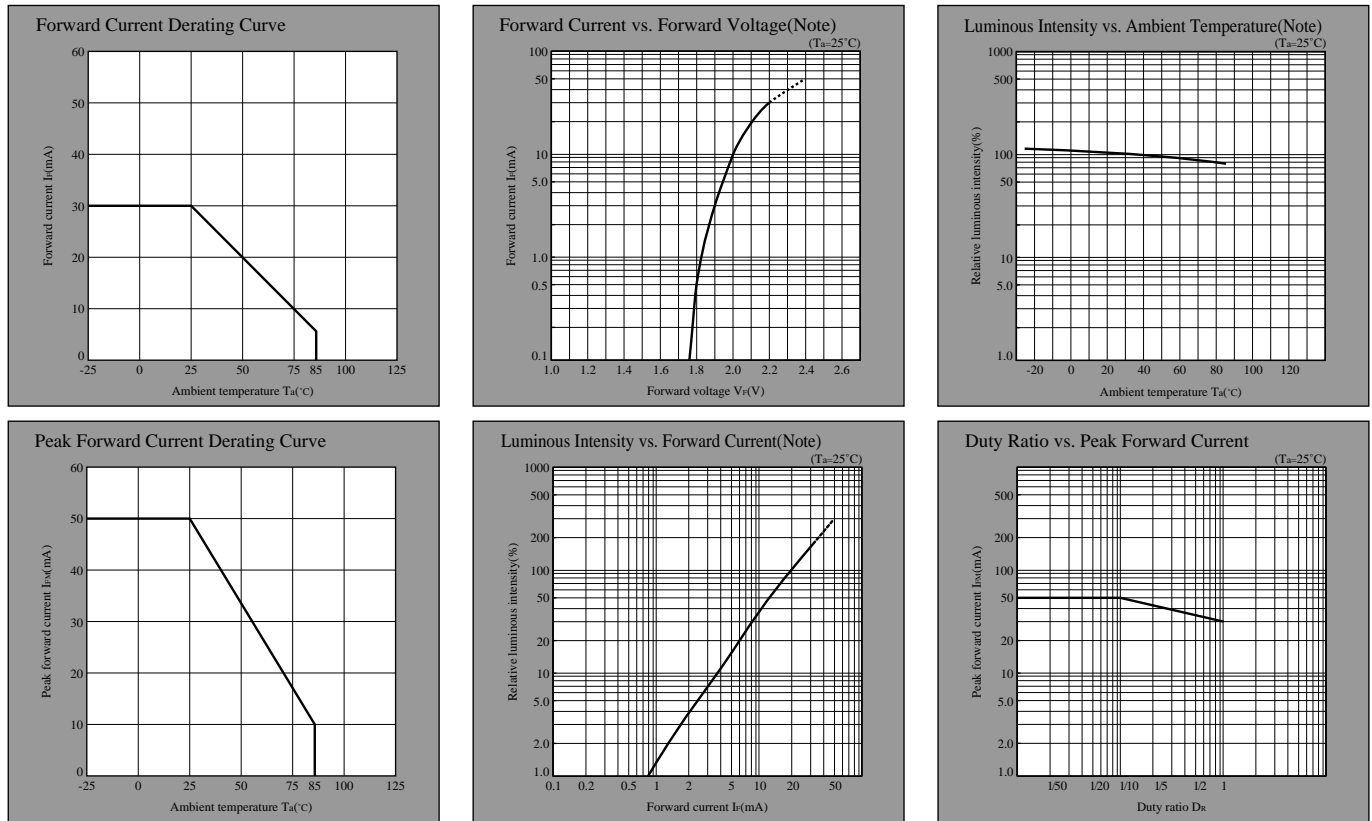 Forward Current Derating Curve
60
50
40
30
20
10
0
-25 0 25 50 75 85 100 125
Forward current IF(mA)
Ambient temperature Ta(˚C)
Forward Current vs. Forward Voltage(Note)
(Ta=25˚C)
100
50
10
5.0
1.0
0.5
0.1
1.0 1.2 1.4 1.6 1.8 2.0 2.2 2.4 2.6
Forward current IF(mA)
Forward voltage VF(V)
Luminous Intensity vs. Ambient Temperature(Note)
(Ta=25˚C)
1000
500
100
50
10
5.0
1.0
-20 0 20 40 60 80 100 120
Relative luminous intensity(%)
Ambient temperature Ta(˚C)
Peak Forward Current Derating Curve
60
50
40
30
20
10
0
-25 0 25 50 75 85 100 125
Peak forward current IFM(mA)
Ambient temperature Ta(˚C)
Luminous Intensity vs. Forward Current(Note)
(Ta=25˚C)
1000
500
200
100
50
20
10
5.0
2.0
1.0
0.1 0.2 0.5 1 2 5 10 20 50
Relative luminous intensity(%)
Forward current IF(mA)
Duty Ratio vs. Peak Forward Current
(Ta=25˚C)
500
200
100
50
20
10
5.0
2.0
1.0
1/50 1/20 1/10 1/5 1/2 1
Peak forward current IFM(mA)
Duty ratio DR